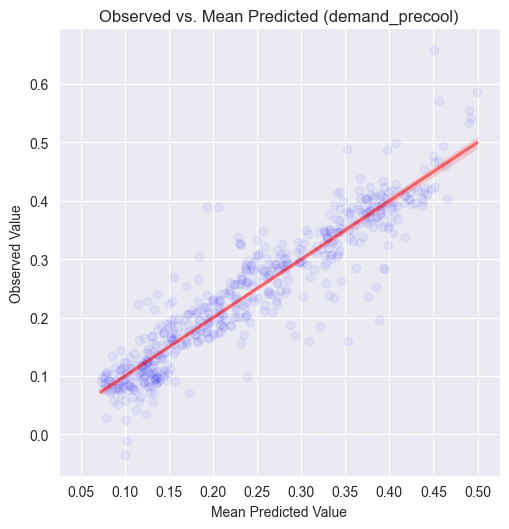 Observed vs. Mean Predicted (demand_precool)
Observed Value
0.6
0.5
0.4
0.3
0.2
0.1
0.0
0.05 0.10 0.15 0.20 0.25 0.30 0.35 0.40 0.45 0.50
Mean Predicted Value